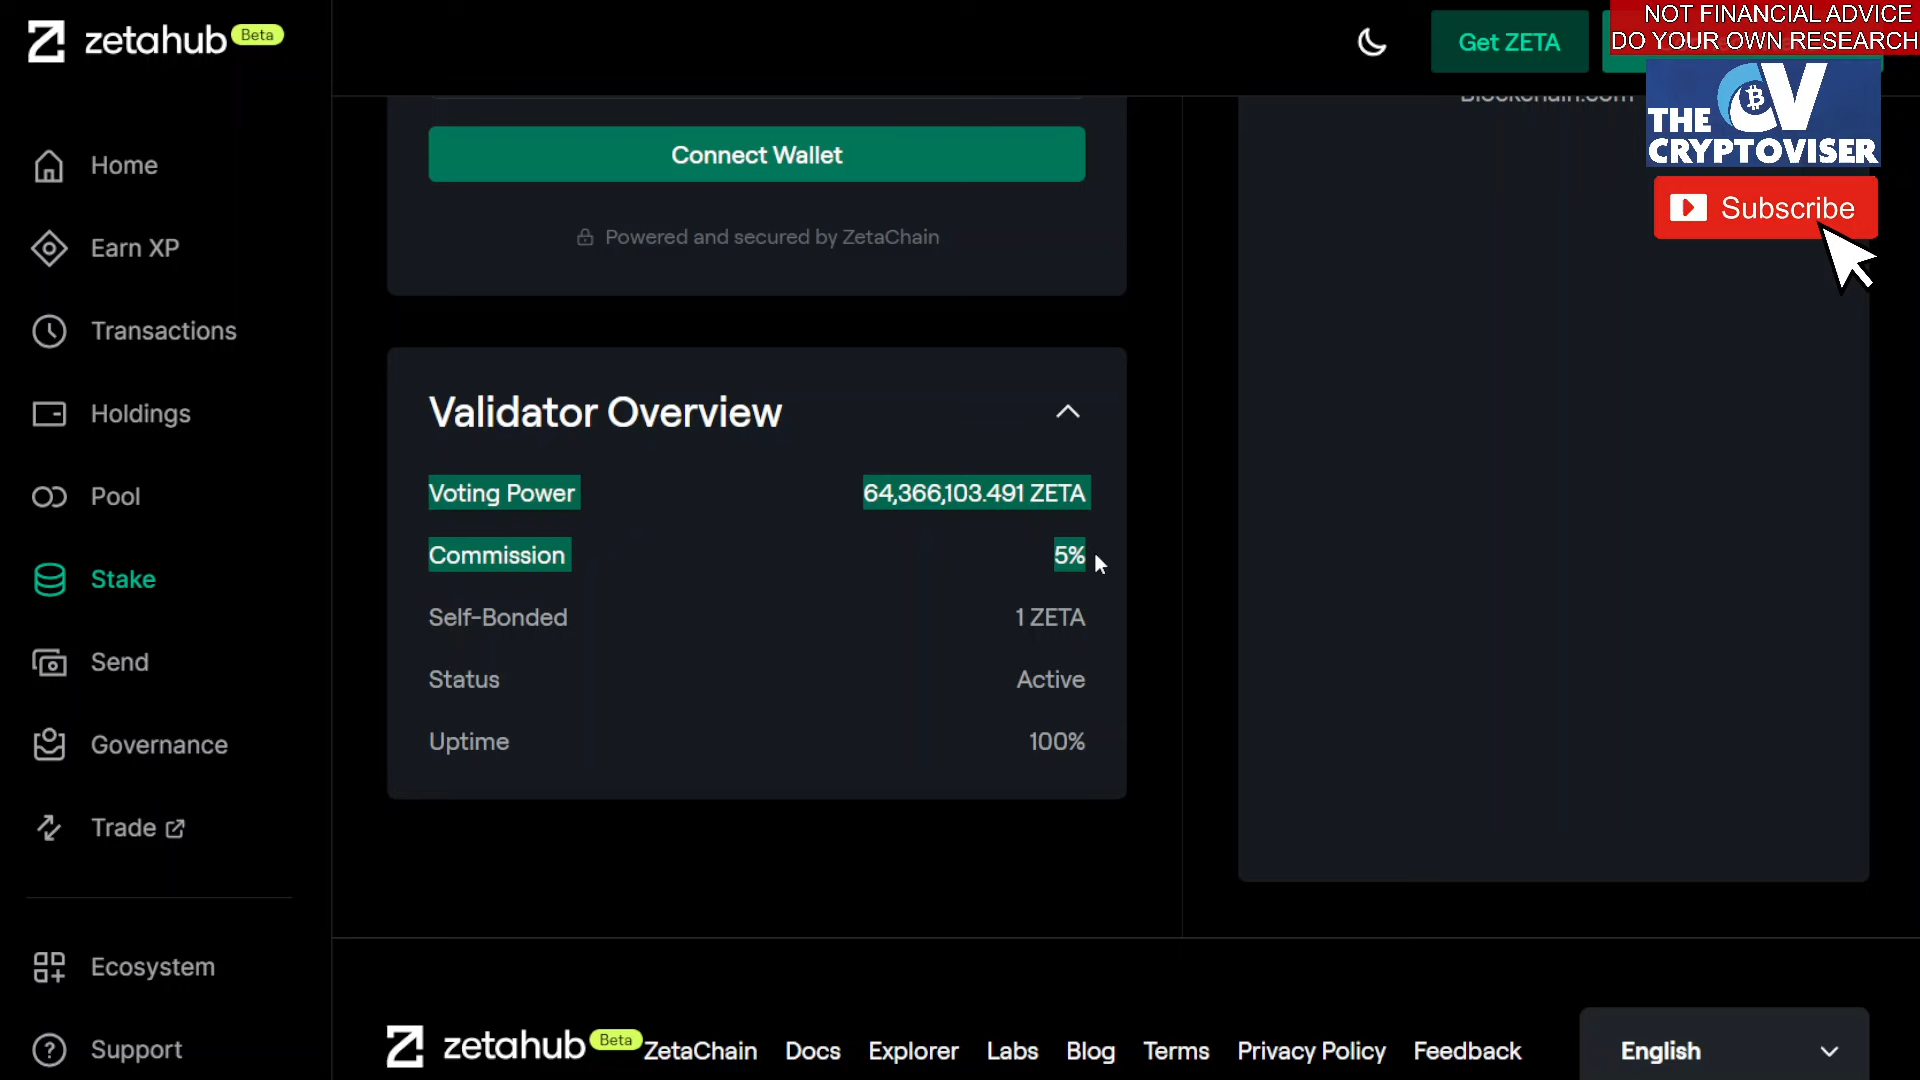 zetahub Beta
Home
Earn XP
Transactions
Holdings
Pool
Stake
Send
Governance
Trade
Ecosystem
Support
Get ZETA
NOT FINANCIAL ADVICE
DO YOUR OWN RESEARCH
Blockchain.com
THE CV
CRYPTOVISER
Subscribe
Connect Wallet
Powered and secured by ZetaChain
Validator Overview
Voting Power 64,366,103.491 ZETA
Commission 5%
Self-Bonded 1 ZETA
Status Active
Uptime 100%
zetahub Beta ZetaChain Docs Explorer Labs Blog Terms Privacy Policy Feedback English